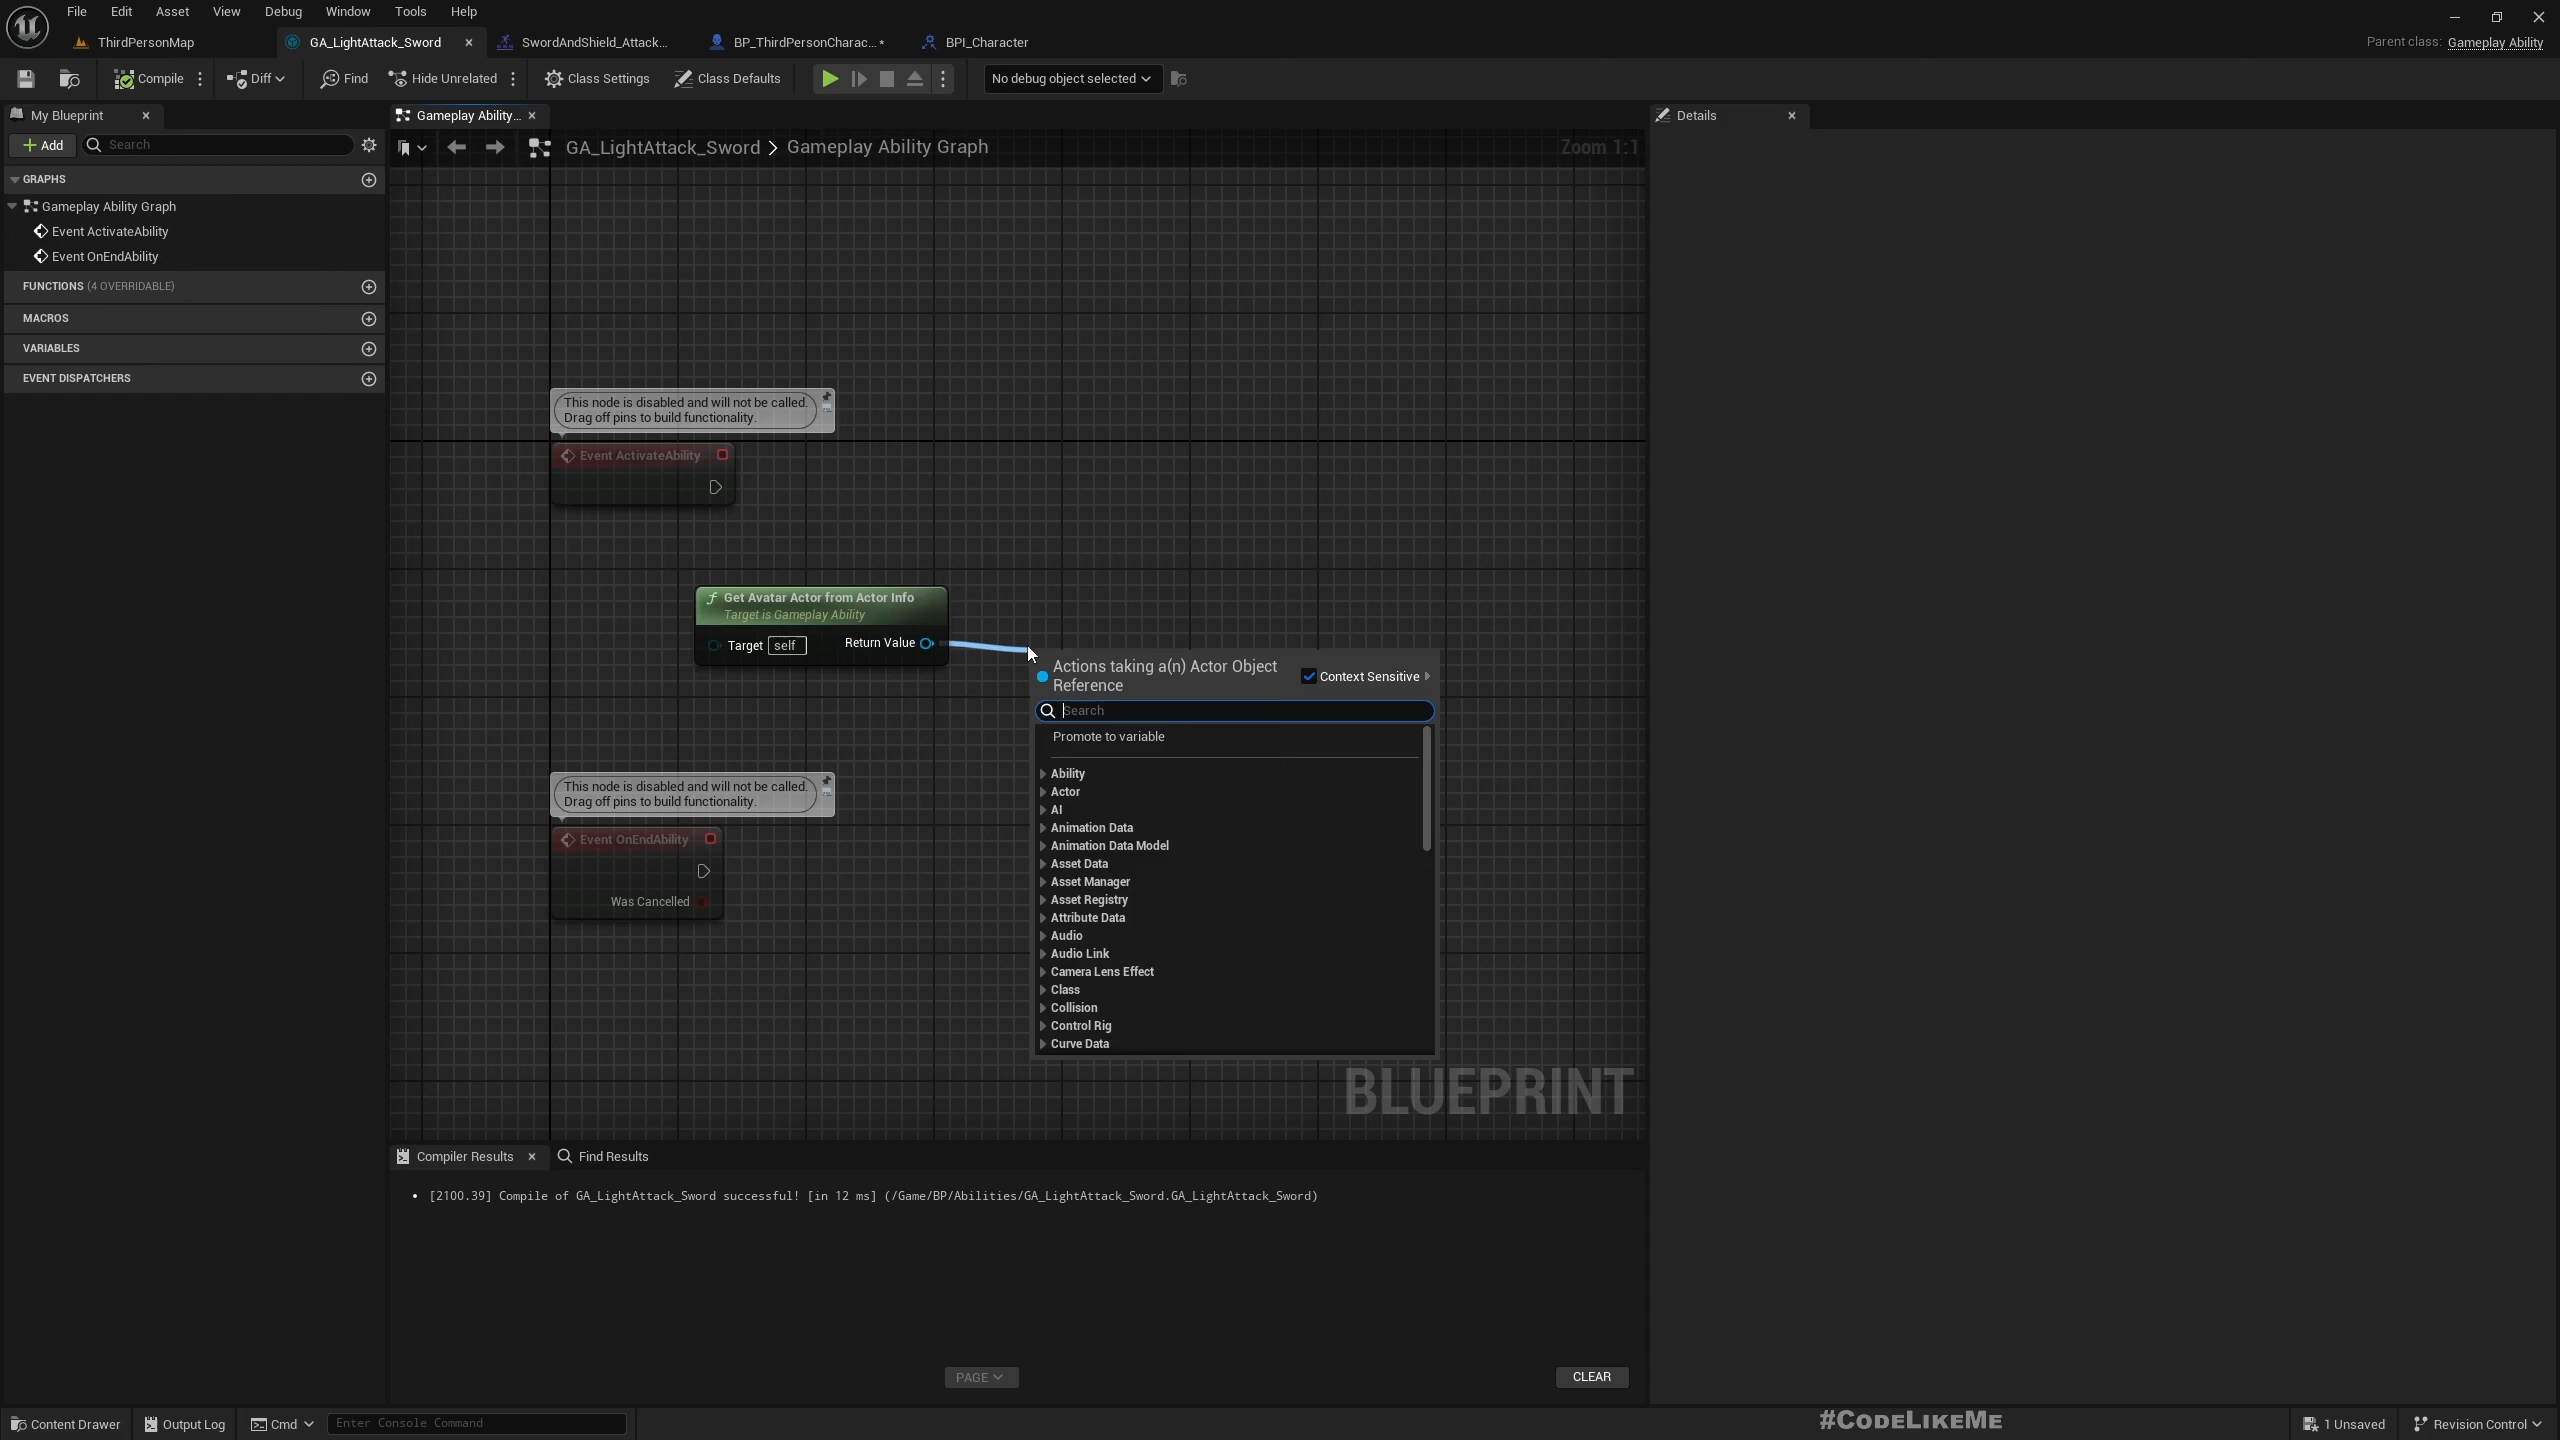 File Edit Asset View Debug Window Tools Help
ThirdPersonMap
GA_LightAttack_Sword
SwordAndShield_Attack...
BP_ThirdPersonCharac... *
BPI_Character
Parent class: Gameplay Ability
Compile
Diff
Find
Hide Unrelated
Class Settings
Class Defaults
No debug object selected
My Blueprint
Gameplay Ability...
Details
Add
Search
GA_LightAttack_Sword > Gameplay Ability Graph
Zoom 1:1
GRAPHS
Gameplay Ability Graph
Event ActivateAbility
Event OnEndAbility
FUNCTIONS (4 OVERRIDABLE)
MACROS
VARIABLES
EVENT DISPATCHERS
This node is disabled and will not be called.
Drag off pins to build functionality.
Event ActivateAbility
Get Avatar Actor from Actor Info
Target is Gameplay Ability
Target self
Return Value
Actions taking a(n) Actor Object
Reference
Context Sensitive
Search
Promote to variable
Ability
Actor
AI
Animation Data
Animation Data Model
Asset Data
Asset Manager
Asset Registry
Attribute Data
Audio
Audio Link
Camera Lens Effect
Class
Collision
Control Rig
Curve Data
This node is disabled and will not be called.
Drag off pins to build functionality.
Event OnEndAbility
Was Cancelled
BLUEPRINT
Compiler Results
Find Results
[2100.39] Compile of GA_LightAttack_Sword successful! [in 12 ms] (/Game/BP/Abilities/GA_LightAttack_Sword.GA_LightAttack_Sword)
PAGE
CLEAR
Content Drawer
Output Log
Cmd
Enter Console Command
#CodeLikeMe
1 Unsaved
Revision Control